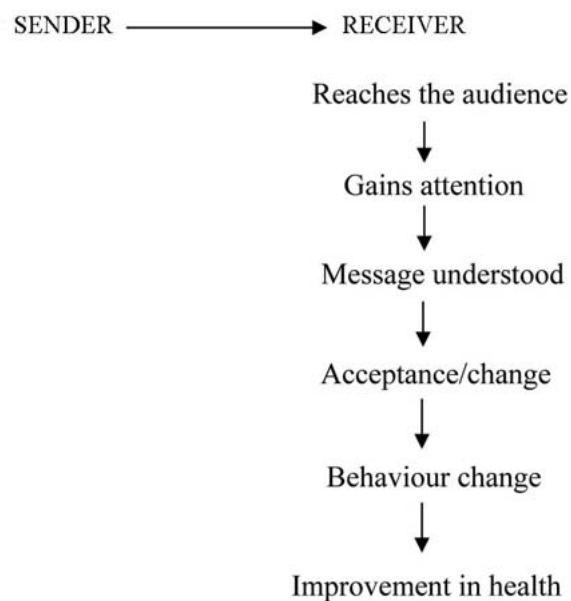 SENDER RECEIVER
Reaches the audience
Gains attention
Message understood
Acceptance/change
Behaviour change
Improvement in health